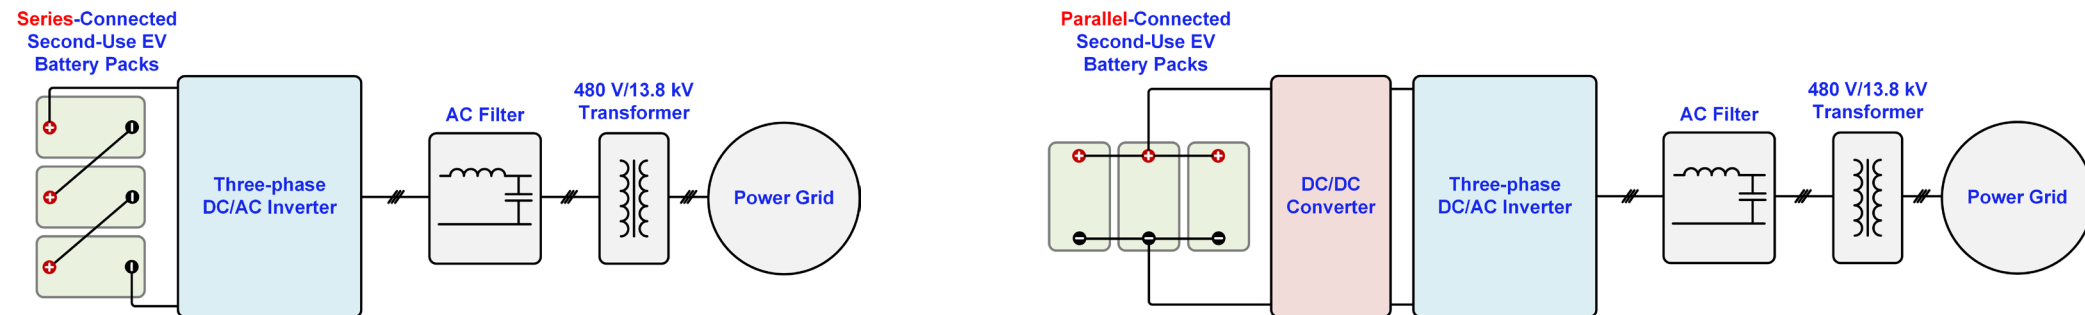 Series-Connected
Second-Use EV
Battery Packs
Three-phase
DC/AC Inverter
AC Filter
480 V/13.8 kV
Transformer
Power Grid
Parallel-Connected
Second-Use EV
Battery Packs
DC/DC
Converter
Three-phase
DC/AC Inverter
AC Filter
480 V/13.8 kV
Transformer
Power Grid